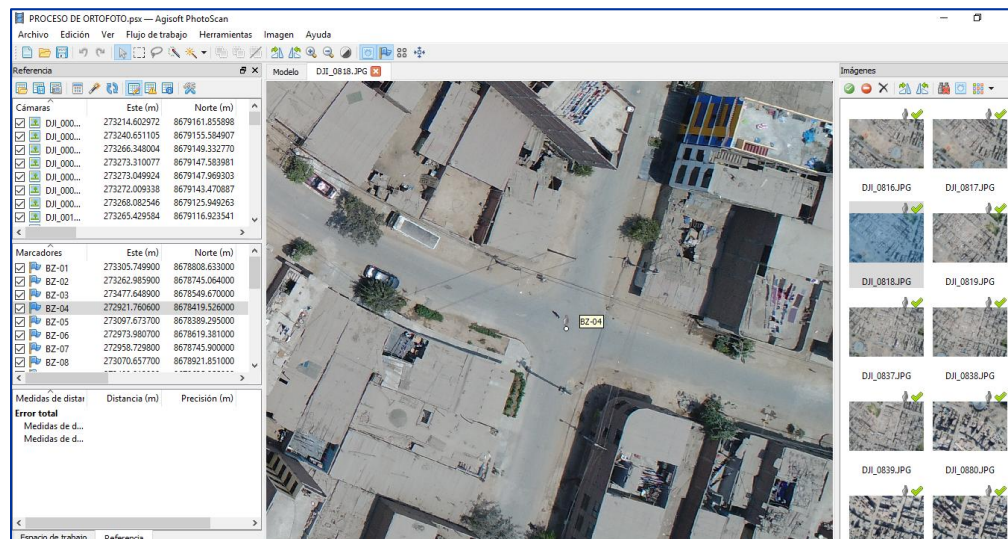 PROCESO DE ORTOFOTO.psx — Agisoft PhotoScan
Archivo Edición Ver Flujo de trabajo Herramientas Imagen Ayuda
Referencia
Modelo DJI_0818.JPG
Imágenes
Cámaras Este (m) Norte (m)
DJI_000... 273214.602972 8679161.855898
DJI_000... 273240.651105 8679155.584907
DJI_000... 273266.348004 8679149.332770
DJI_000... 273273.310077 8679147.583981
DJI_000... 273273.049924 8679147.969303
DJI_000... 273272.009338 8679143.470887
DJI_000... 273268.082546 8679125.949263
DJI_001... 273265.429584 8679116.923541
Marcadores Este (m) Norte (m)
BZ-01 273305.749900 8678808.633000
BZ-02 273262.985900 8678745.064000
BZ-03 273477.648900 8678549.670000
BZ-04 272921.760600 8678419.526000
BZ-05 273097.673700 8678389.295000
BZ-06 272973.980700 8678619.381000
BZ-07 272958.729800 8678745.900000
BZ-08 273070.657700 8678921.851000
Medidas de distar Distancia (m) Precisión (m)
Error total
Medidas de d...
Medidas de d...
Espacio de trabajo Referencia
BZ-04
DJI_0816.JPG DJI_0817.JPG
DJI_0818.JPG DJI_0819.JPG
DJI_0837.JPG DJI_0838.JPG
DJI_0839.JPG DJI_0880.JPG